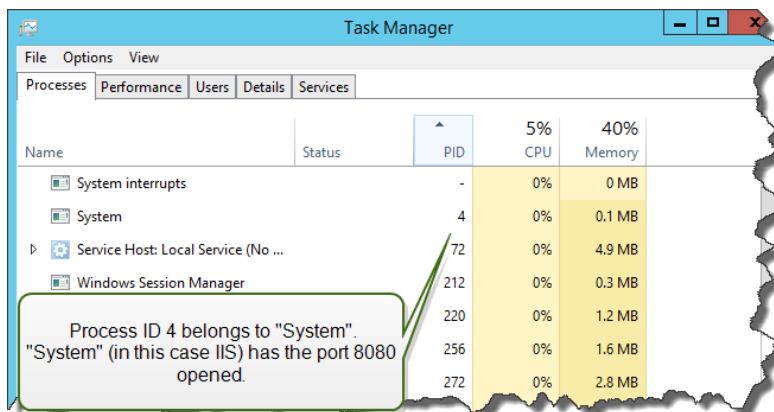 Task Manager
File Options View
Processes Performance Users Details Services
5% 40%
Name Status PID CPU Memory
System interrupts - 0% 0 MB
System 4 0% 0.1 MB
Service Host: Local Service (No ... 72 0% 4.9 MB
Windows Session Manager 212 0% 0.3 MB
220 0% 1.2 MB
256 0% 1.6 MB
272 0% 2.8 MB
Process ID 4 belongs to "System".
"System" (in this case IIS) has the port 8080
opened.